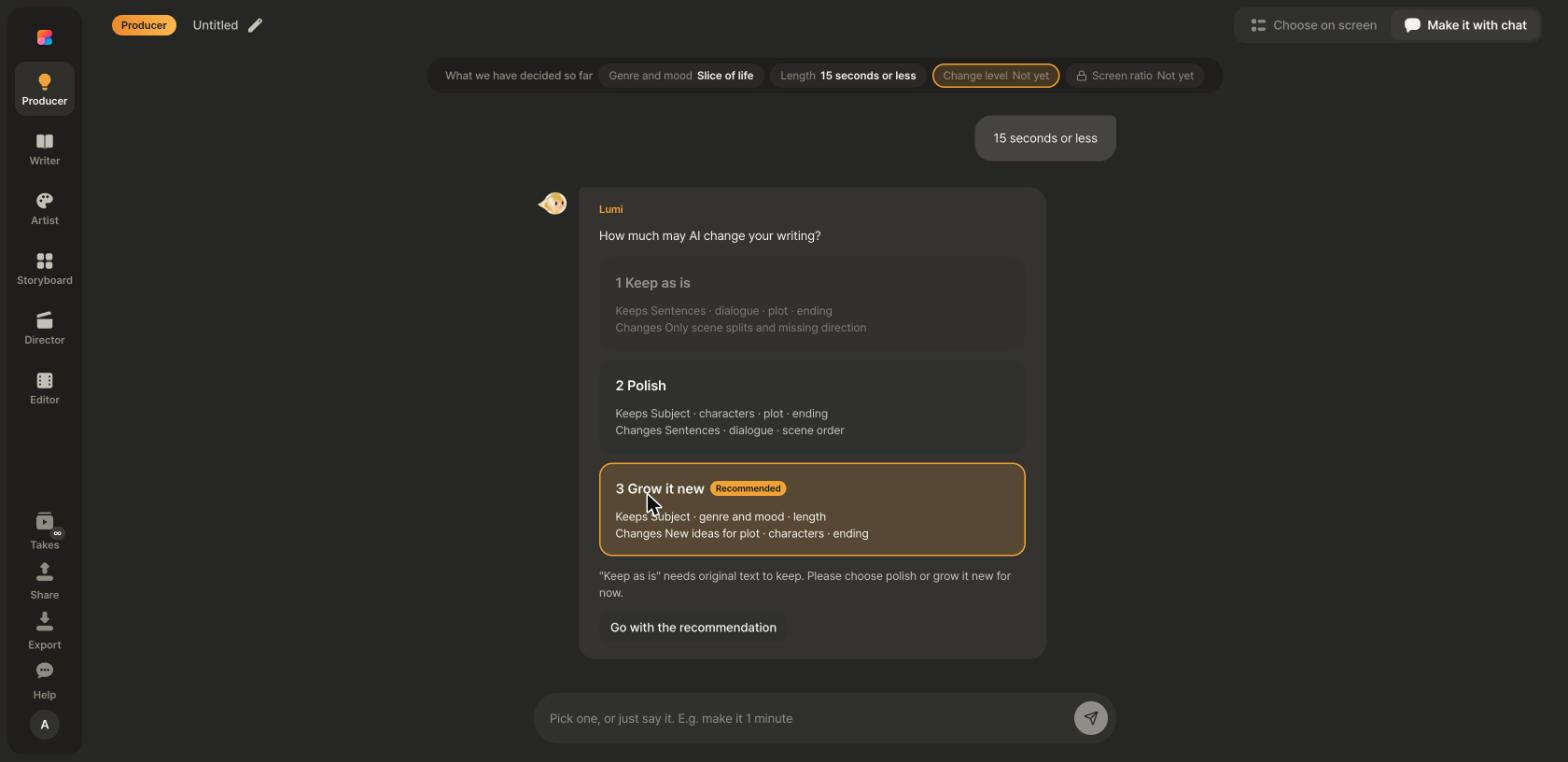 Producer
Untitled
Choose on screen
Make it with chat
What we have decided so far
Genre and mood Slice of life
Length 15 seconds or less
Change level Not yet
Screen ratio Not yet
Producer
Writer
Artist
Storyboard
Director
Editor
Takes
∞
Share
Export
Help
A
15 seconds or less
Lumi
How much may AI change your writing?
1 Keep as is
Keeps Sentences · dialogue · plot · ending
Changes Only scene splits and missing direction
2 Polish
Keeps Subject · characters · plot · ending
Changes Sentences · dialogue · scene order
3 Grow it new Recommended
Keeps Subject · genre and mood · length
Changes New ideas for plot · characters · ending
"Keep as is" needs original text to keep. Please choose polish or grow it new for
now.
Go with the recommendation
Pick one, or just say it. E.g. make it 1 minute